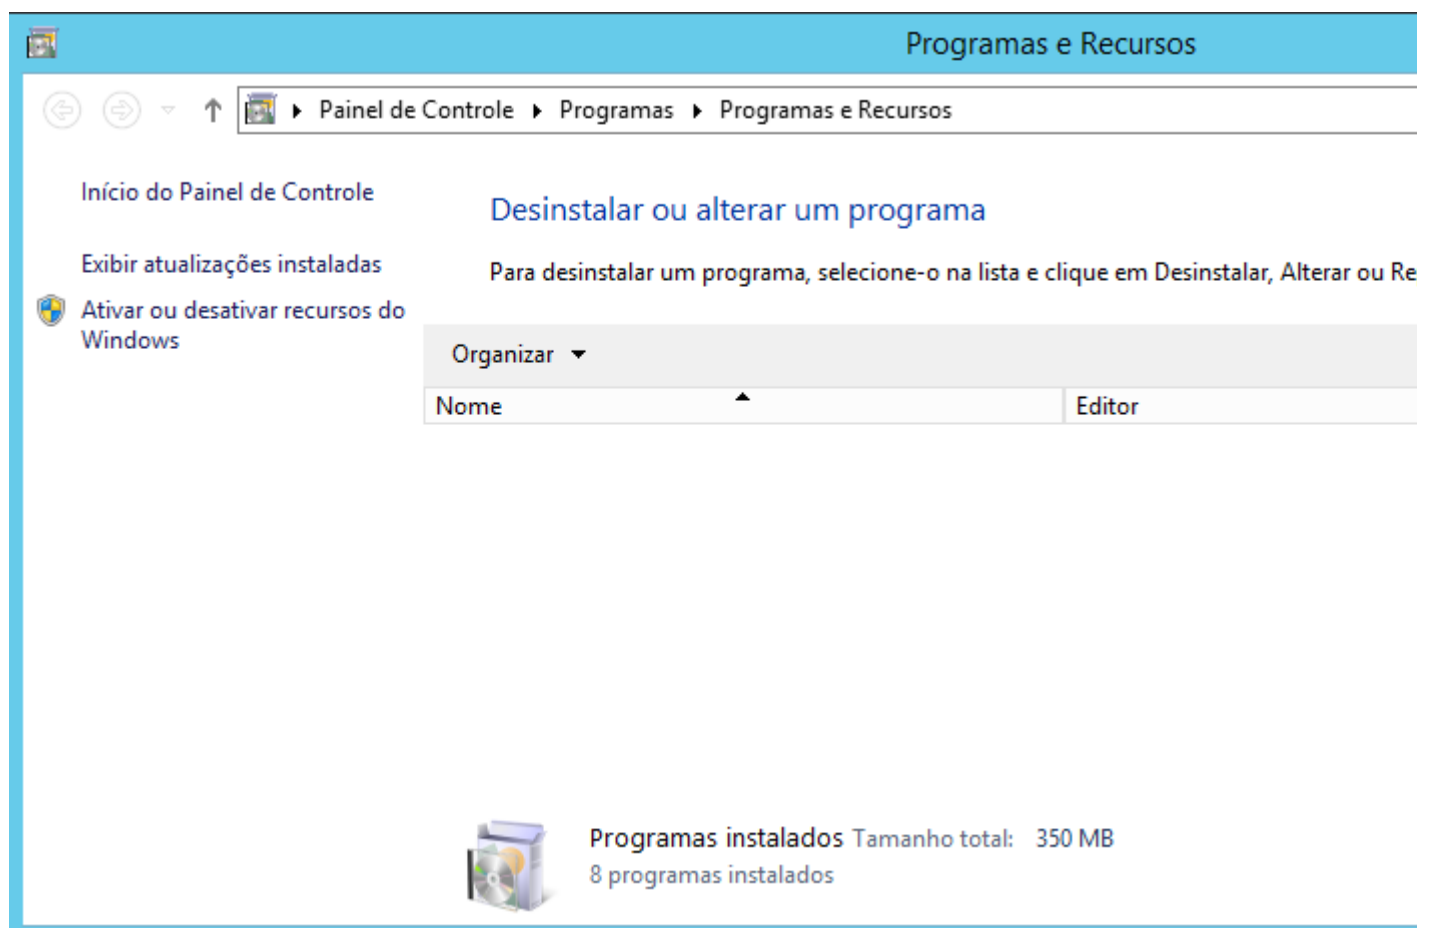 Programas e Recursos
Painel de Controle Programas Programas e Recursos
Início do Painel de Controle
Exibir atualizações instaladas
Ativar ou desativar recursos do
Windows
Desinstalar ou alterar um programa
Para desinstalar um programa, selecione-o na lista e clique em Desinstalar, Alterar ou Re
Organizar
Nome Editor
Programas instalados Tamanho total: 350 MB
8 programas instalados